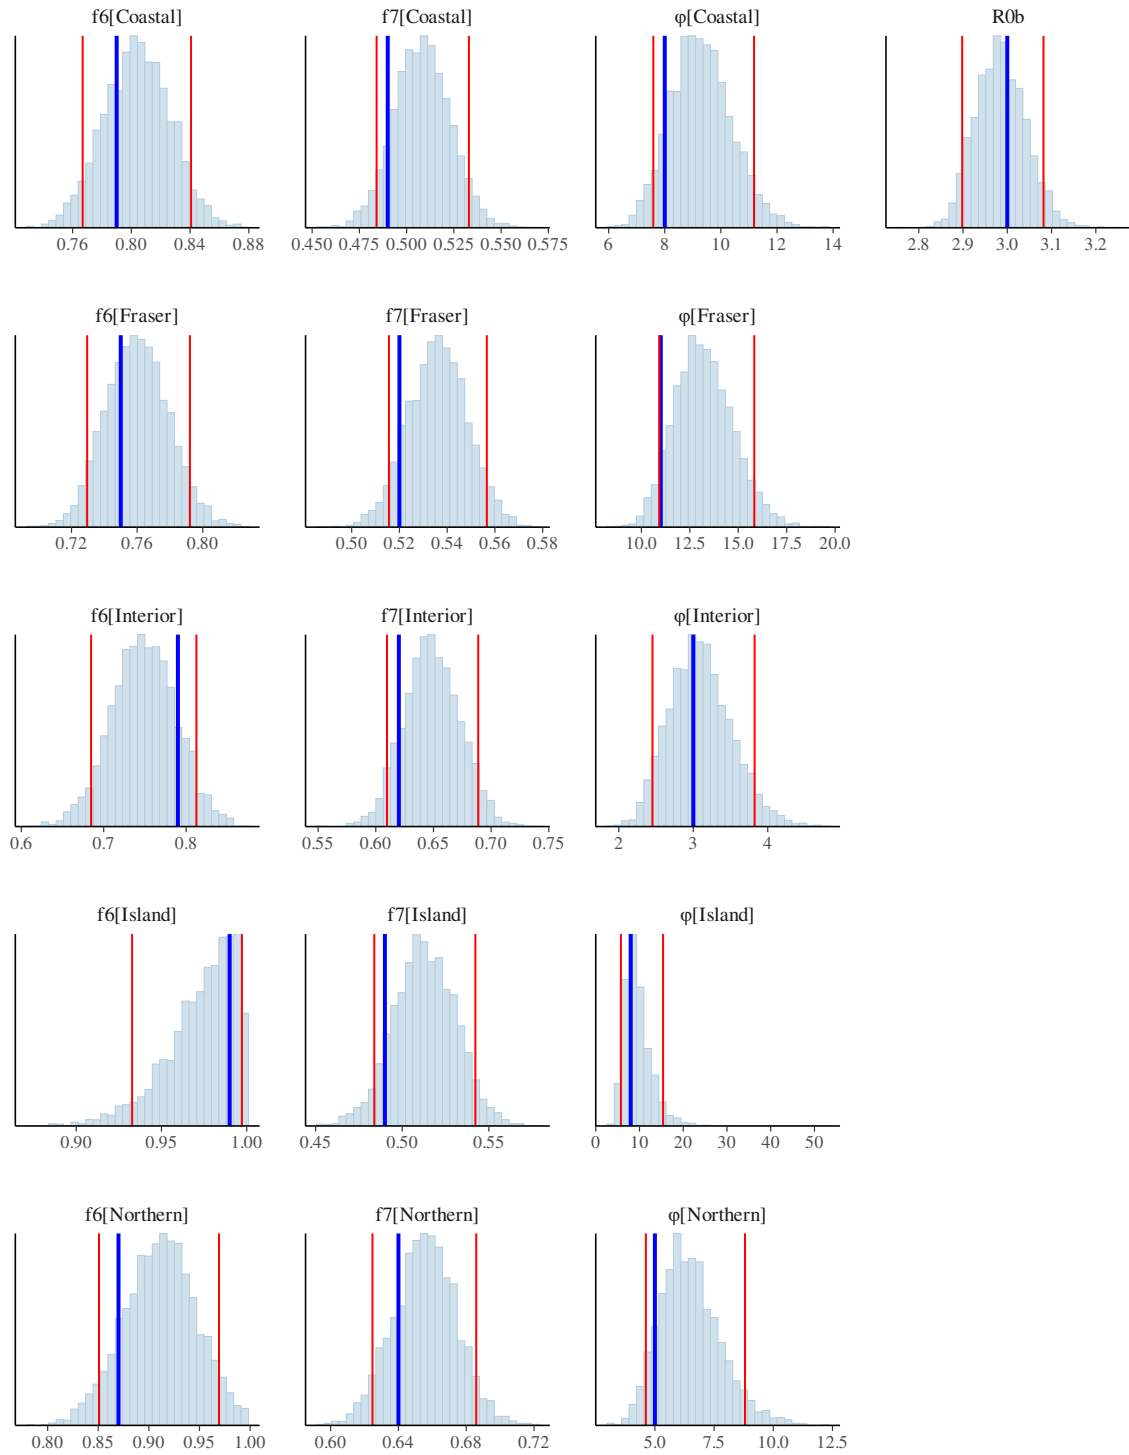 f6[Coastal] f7[Coastal] φ[Coastal] R0b
0.76 0.80 0.84 0.88 0.450 0.475 0.500 0.525 0.550 0.575 6 8 10 12 14 2.8 2.9 3.0 3.1 3.2
f6[Fraser] f7[Fraser] φ[Fraser]
0.72 0.76 0.80 0.50 0.52 0.54 0.56 0.58 10.0 12.5 15.0 17.5 20.0
f6[Interior] f7[Interior] φ[Interior]
0.6 0.7 0.8 0.55 0.60 0.65 0.70 0.75 2 3 4
f6[Island] f7[Island] φ[Island]
0.90 0.95 1.00 0.45 0.50 0.55 0 10 20 30 40 50
f6[Northern] f7[Northern] φ[Northern]
0.80 0.85 0.90 0.95 1.00 0.60 0.64 0.68 0.72 5.0 7.5 10.0 12.5